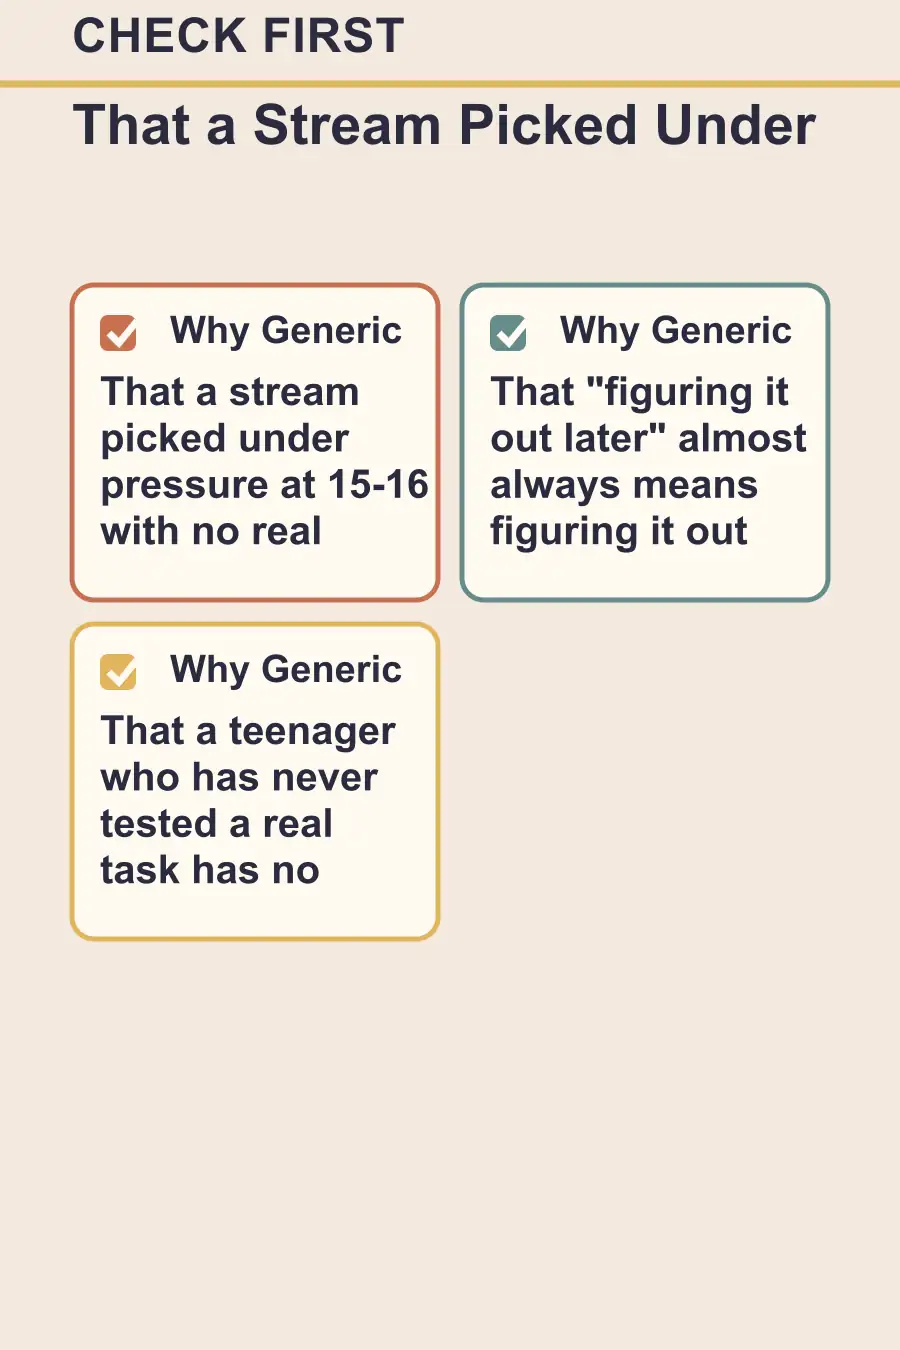 CHECK FIRST
That a Stream Picked Under
Why Generic
That a stream
picked under
pressure at 15-16
with no real
Why Generic
That "figuring it
out later" almost
always means
figuring it out
Why Generic
That a teenager
who has never
tested a real
task has no